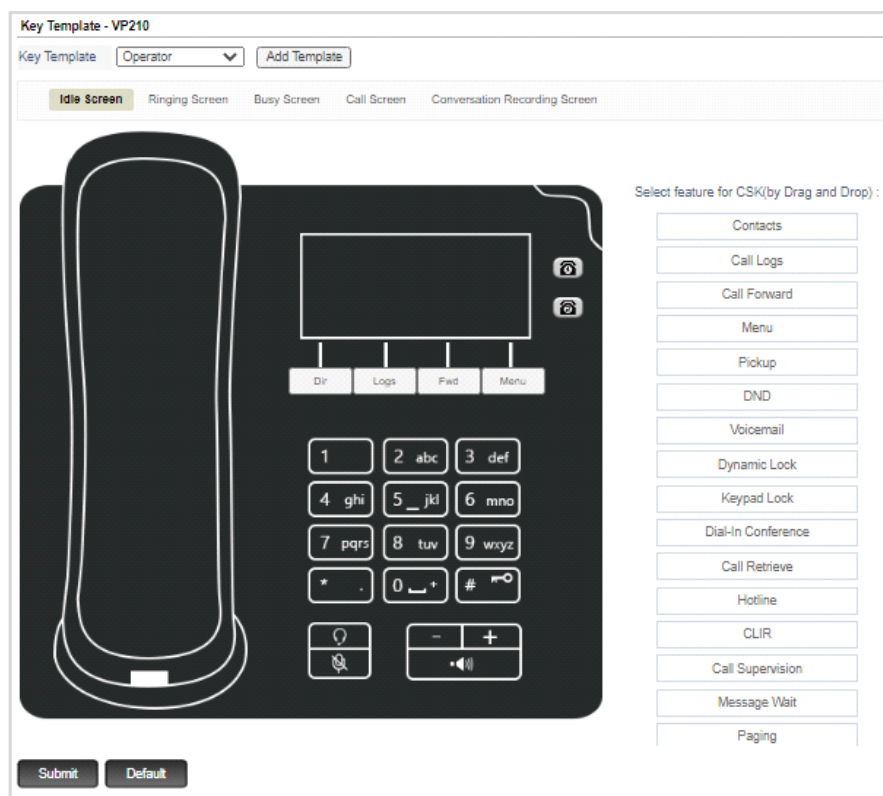 Key Template - VP210
Key Template Operator Add Template
Idle Screen Ringing Screen Busy Screen Call Screen Conversation Recording Screen
Select feature for CSK(by Drag and Drop) :
Contacts
Call Logs
Call Forward
Menu
Pickup
DND
Voicemail
Dynamic Lock
Keypad Lock
Dial-In Conference
Call Retrieve
Hotline
CLIR
Call Supervision
Message Wait
Paging
Dir Logs Fwd Menu
1 2 abc 3 def
4 ghi 5 _ jkl 6 mno
7 pqrs 8 tuv 9 wxyz
* . 0 + #
- +
Submit Default